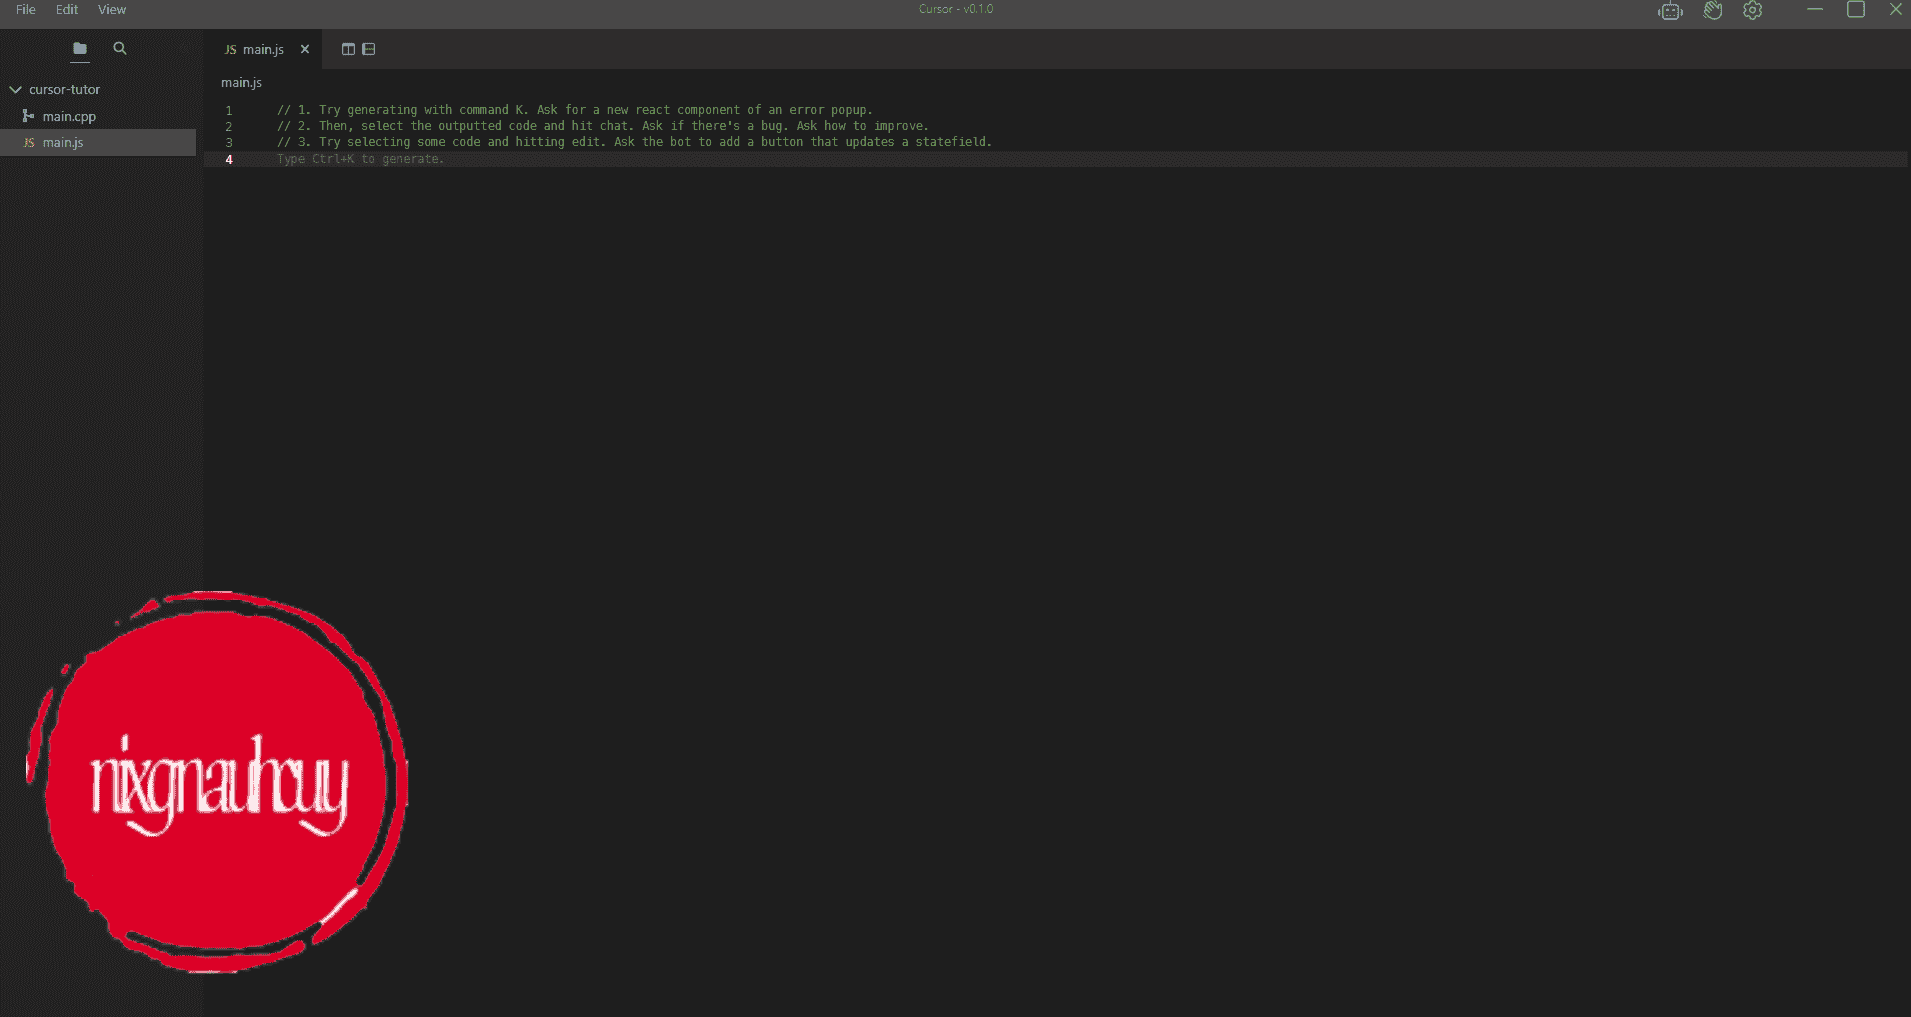 File Edit View
Cursor - v0.1.0
JS main.js
cursor-tutor
main.cpp
JS main.js
main.js
1 // 1. Try generating with command K. Ask for a new react component of an error popup.
2 // 2. Then, select the outputted code and hit chat. Ask if there's a bug. Ask how to improve.
3 // 3. Try selecting some code and hitting edit. Ask the bot to add a button that updates a statefield.
4 Type Ctrl+K to generate.
nixgnauhcuy